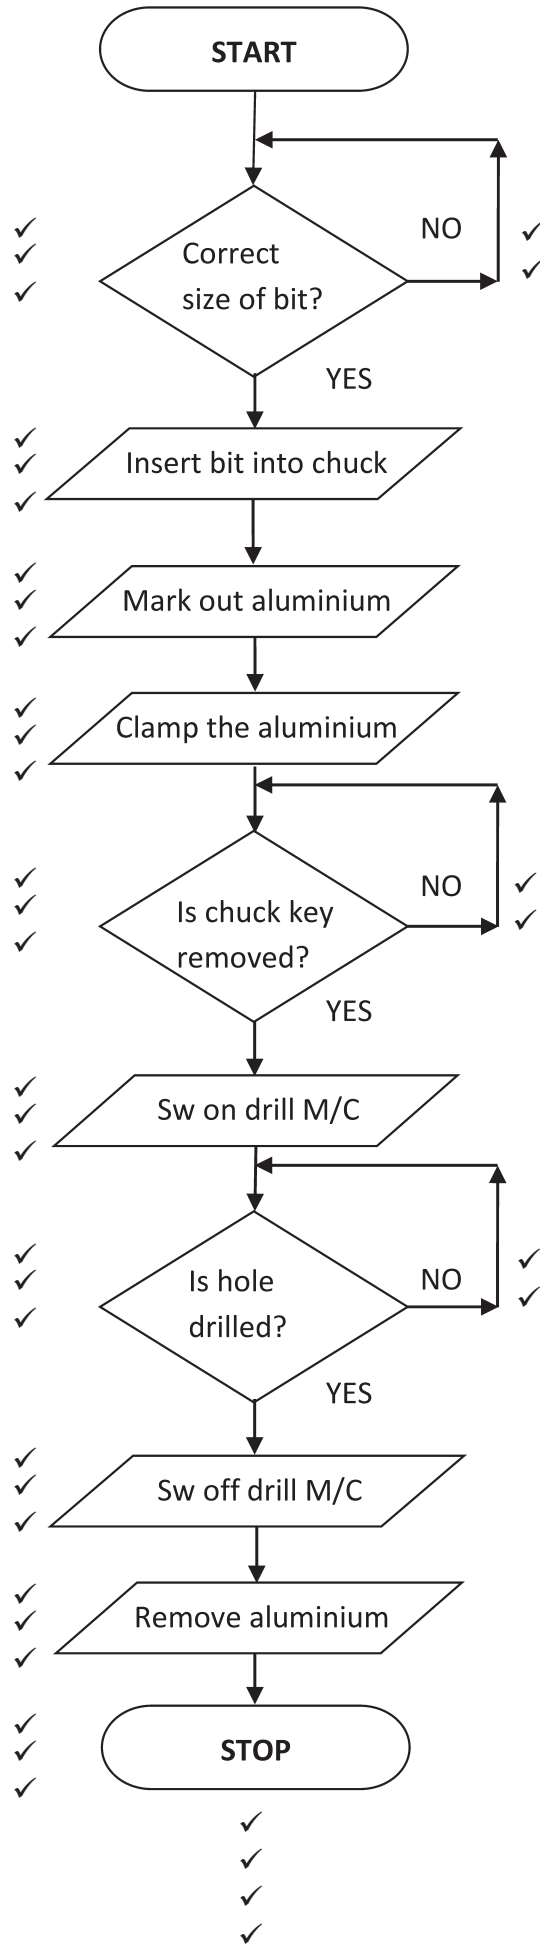 START
NO
Correct
size of bit?
YES
Insert bit into chuck
Mark out aluminium
Clamp the aluminium
NO
Is chuck key
removed?
YES
Sw on drill M/C
NO
Is hole
drilled?
YES
Sw off drill M/C
Remove aluminium
STOP